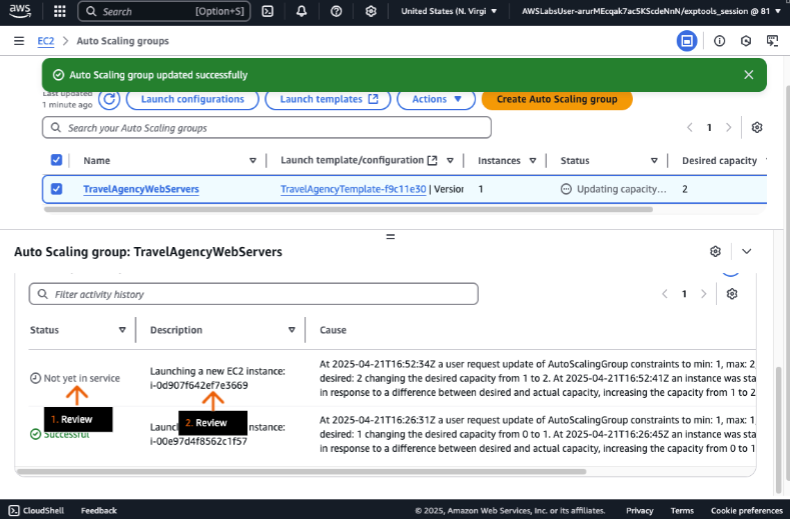 aws
Search [Option+S]
United States (N. Virgi
AWSLabsUser-arurMEcqak7ac5KScdeNnN/exptools_session @ 81
EC2 > Auto Scaling groups
Auto Scaling group updated successfully
Last updated
1 minute ago
Launch configurations
Launch templates
Actions
Create Auto Scaling group
Search your Auto Scaling groups
1
Name
Launch template/configuration
Instances
Status
Desired capacity
TravelAgencyWebServers
TravelAgencyTemplate-f9c11e30 | Version
1
Updating capacity...
2
Auto Scaling group: TravelAgencyWebServers
Filter activity history
1
Status
Description
Cause
Not yet in service
Launching a new EC2 instance:
i-0d907f642ef7e3669
At 2025-04-21T16:52:34Z a user request update of AutoScalingGroup constraints to min: 1, max: 2,
desired: 2 changing the desired capacity from 1 to 2. At 2025-04-21T16:52:41Z an instance was sta
in response to a difference between desired and actual capacity, increasing the capacity from 1 to 2
1. Review
2. Review
Successful
nstance:
i-00e97d4f8562c1f57
At 2025-04-21T16:26:31Z a user request update of AutoScalingGroup constraints to min: 1, max: 1,
desired: 1 changing the desired capacity from 0 to 1. At 2025-04-21T16:26:45Z an instance was sta
in response to a difference between desired and actual capacity, increasing the capacity from 0 to 1
CloudShell
Feedback
© 2025, Amazon Web Services, Inc. or its affiliates.
Privacy
Terms
Cookie preferences